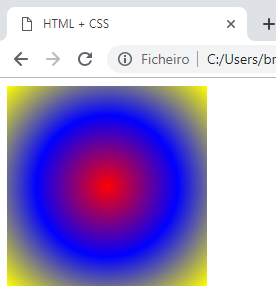 HTML + CSS
Ficheiro | C:/Users/br